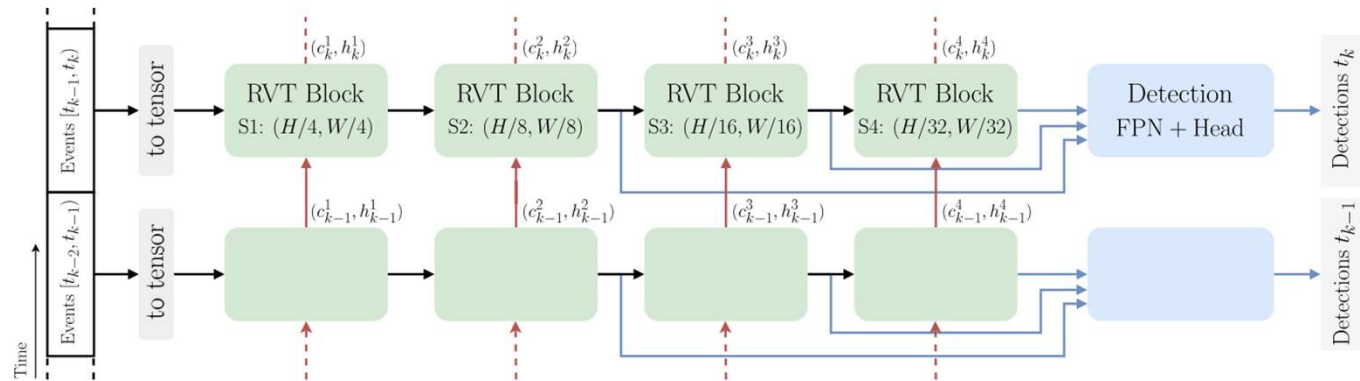 Time
Events [t_{k-1}, t_k)
to tensor
(c_k^1, h_k^1)
RVT Block
S1: (H/4, W/4)
(c_k^2, h_k^2)
RVT Block
S2: (H/8, W/8)
(c_k^3, h_k^3)
RVT Block
S3: (H/16, W/16)
(c_k^4, h_k^4)
RVT Block
S4: (H/32, W/32)
Detection
FPN + Head
Detections t_k
Events [t_{k-2}, t_{k-1})
to tensor
(c_{k-1}^1, h_{k-1}^1)
(c_{k-1}^2, h_{k-1}^2)
(c_{k-1}^3, h_{k-1}^3)
(c_{k-1}^4, h_{k-1}^4)
Detections t_{k-1}